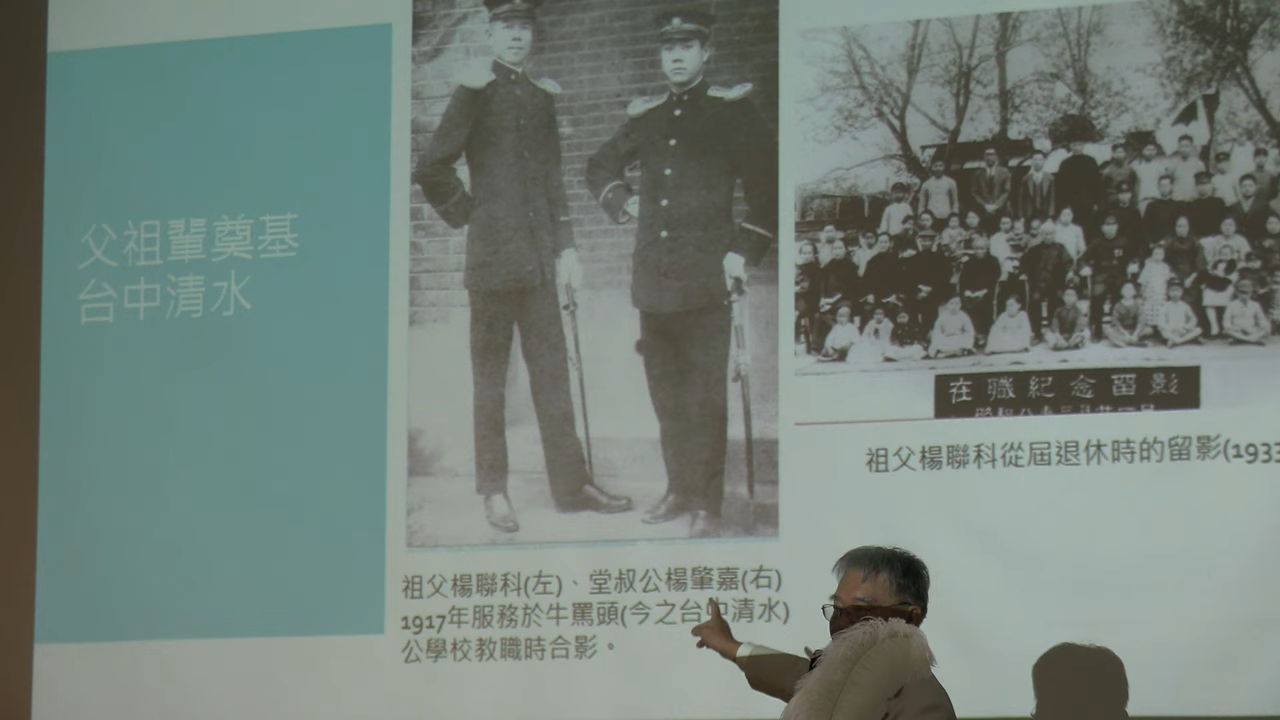 父祖輩奠基
台中清水
祖父楊聯科(左)、堂叔公楊肇嘉(右)
1917年服務於牛罵頭(今之台中清水)
公學校教職時合影。
在職紀念留影
祖父楊聯科從屆退休時的留影(1933